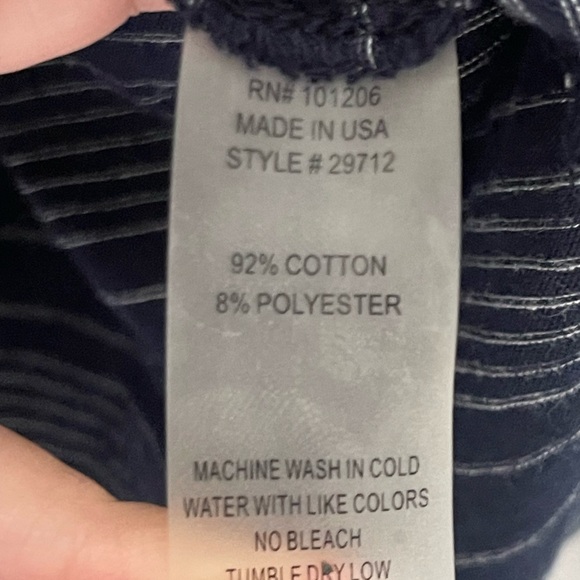 RN# 101206
MADE IN USA
STYLE # 29712
92% COTTON
8% POLYESTER
MACHINE WASH IN COLD
WATER WITH LIKE COLORS
NO BLEACH
TUMBLE DRY LOW